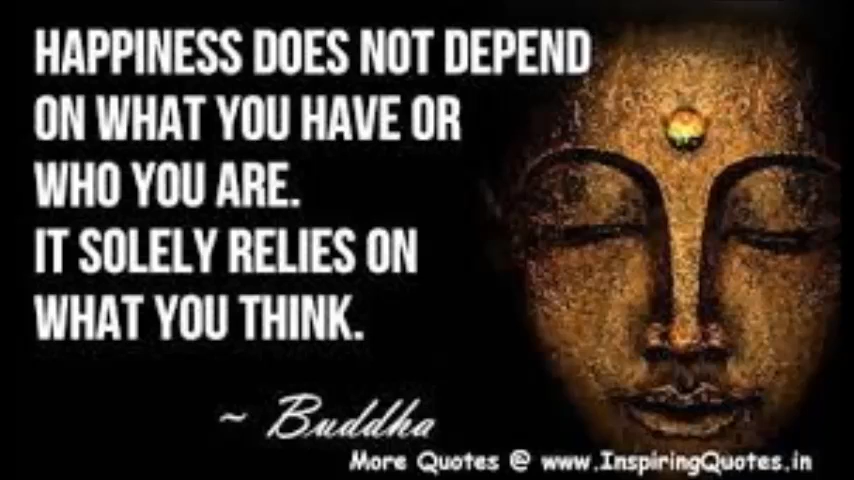 HAPPINESS DOES NOT DEPEND
ON WHAT YOU HAVE OR
WHO YOU ARE.
IT SOLELY RELIES ON
WHAT YOU THINK.
~ Buddha
More Quotes @ www.InspiringQuotes.in